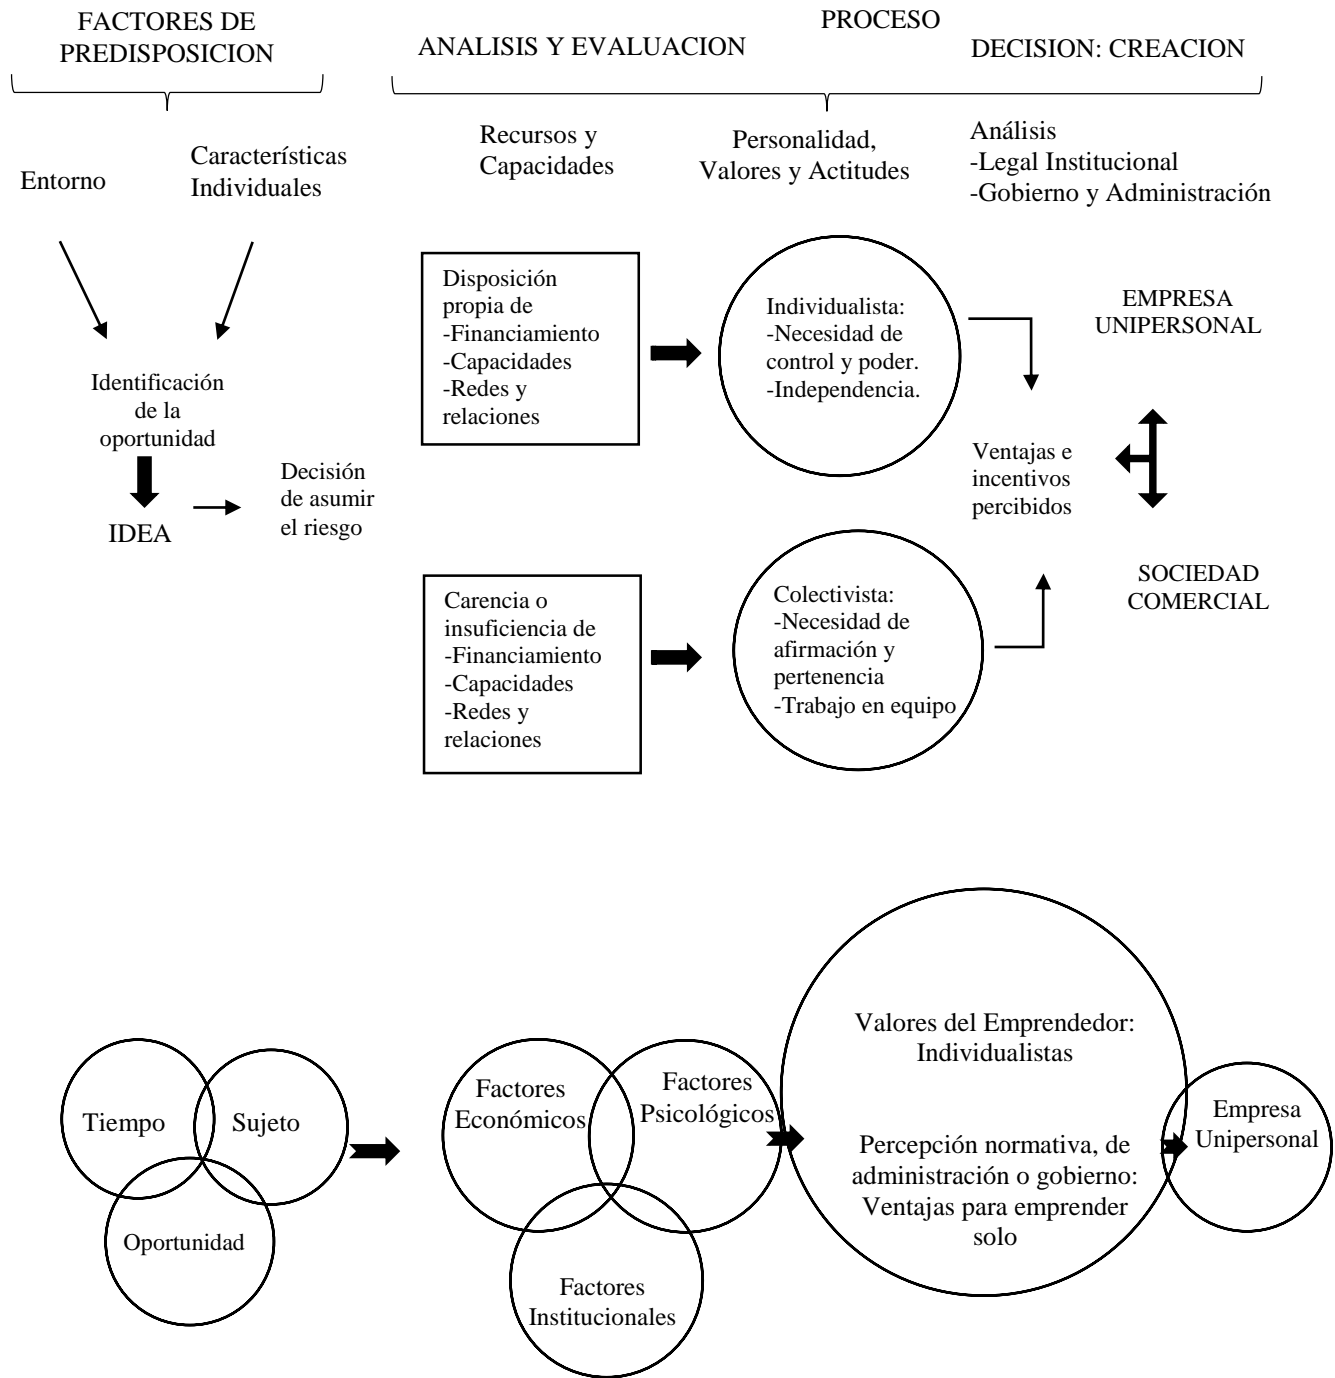 FACTORES DE
PREDISPOSICION
PROCESO
ANALISIS Y EVALUACION
DECISION: CREACION
Entorno
Características
Individuales
Recursos y
Capacidades
Personalidad,
Valores y Actitudes
Análisis
-Legal Institucional
-Gobierno y Administración
Identificación
de la
oportunidad
IDEA
Decisión
de asumir
el riesgo
Disposición
propia de
-Financiamiento
-Capacidades
-Redes y
relaciones
Individualista:
-Necesidad de
control y poder.
-Independencia.
EMPRESA
UNIPERSONAL
Ventajas e
incentivos
percibidos
Carencia o
insuficiencia de
-Financiamiento
-Capacidades
-Redes y
relaciones
Colectivista:
-Necesidad de
afirmación y
pertenencia
-Trabajo en equipo
SOCIEDAD
COMERCIAL
Tiempo
Sujeto
Oportunidad
Factores
Económicos
Factores
Psicológicos
Factores
Institucionales
Valores del Emprendedor:
Individualistas
Percepción normativa, de
administración o gobierno:
Ventajas para emprender
solo
Empresa
Unipersonal